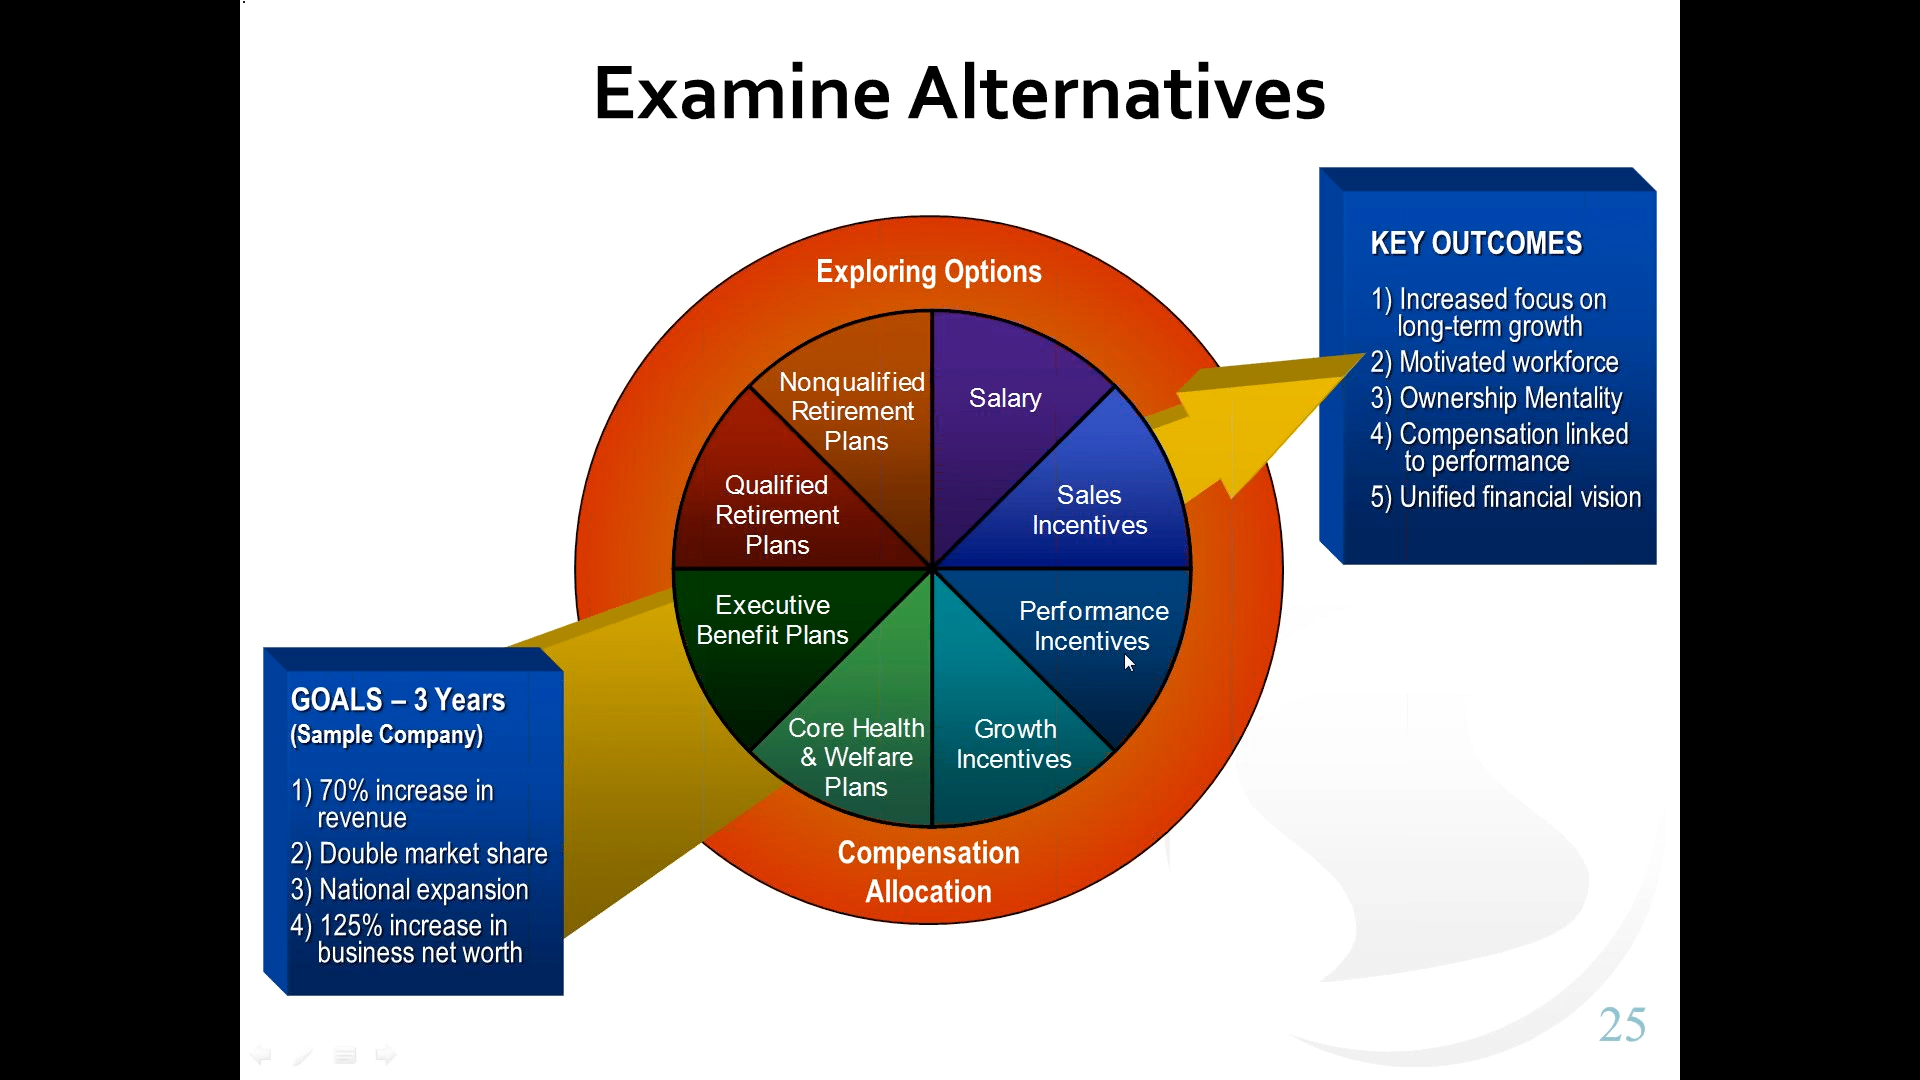 Examine Alternatives
Exploring Options
Nonqualified
Retirement
Plans
Salary
Sales
Incentives
Performance
Incentives
Growth
Incentives
Core Health
& Welfare
Plans
Executive
Benefit Plans
Qualified
Retirement
Plans
Compensation
Allocation
KEY OUTCOMES
1) Increased focus on
long-term growth
2) Motivated workforce
3) Ownership Mentality
4) Compensation linked
to performance
5) Unified financial vision
GOALS – 3 Years
(Sample Company)
1) 70% increase in
revenue
2) Double market share
3) National expansion
4) 125% increase in
business net worth
25